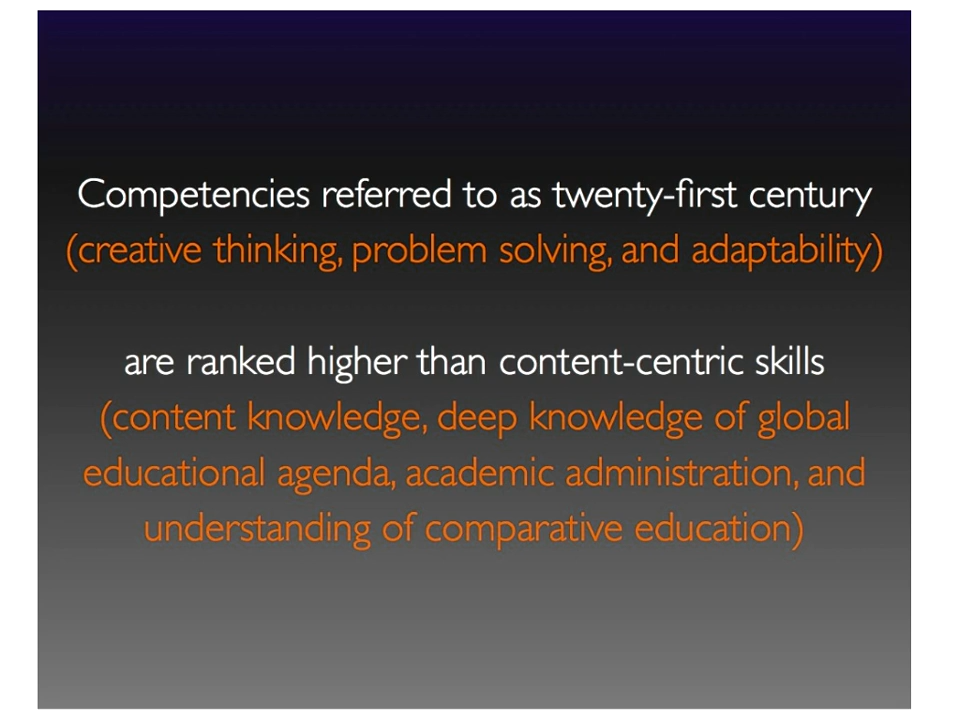 Competencies referred to as twenty-first century
(creative thinking, problem solving, and adaptability)
are ranked higher than content-centric skills
(content knowledge, deep knowledge of global
educational agenda, academic administration, and
understanding of comparative education)